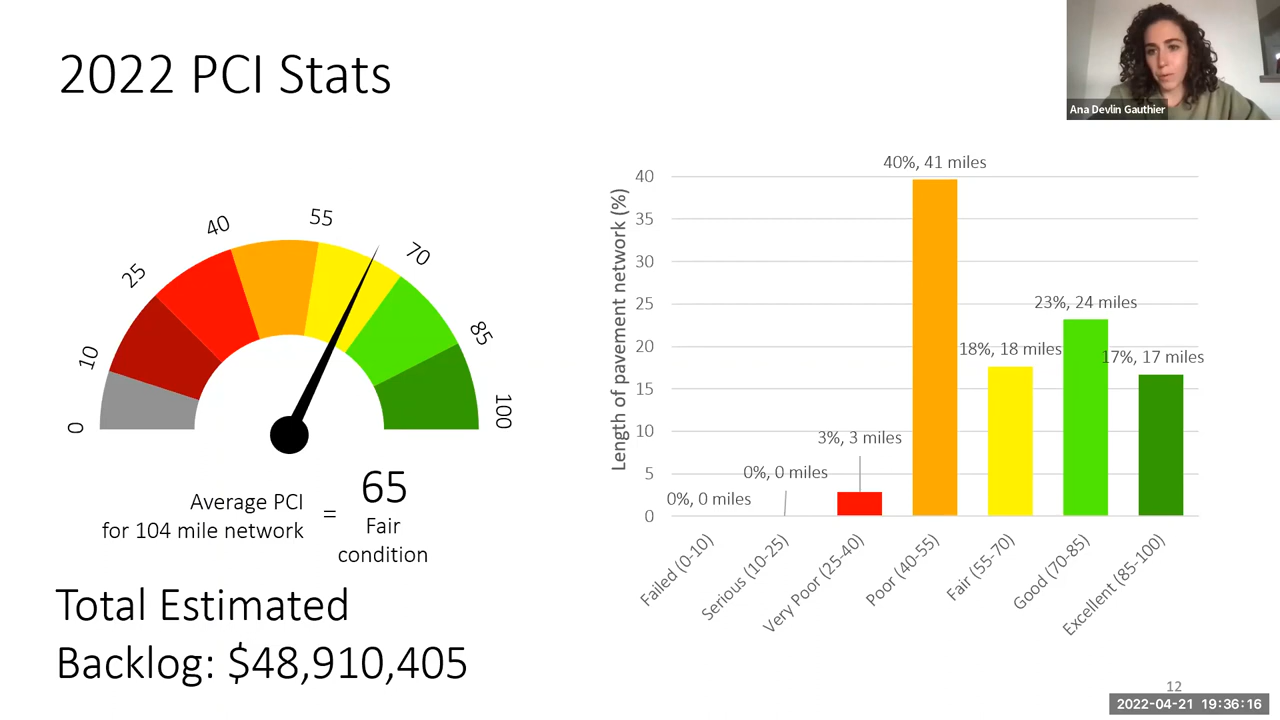 2022 PCI Stats
Ana Devlin Gauthier
0
10
25
40
55
70
85
100
Average PCI
for 104 mile network
=
65
Fair
condition
Total Estimated
Backlog: $48,910,405
Length of pavement network (%)
40
35
30
25
20
15
10
5
0
0%, 0 miles
0%, 0 miles
3%, 3 miles
40%, 41 miles
18%, 18 miles
23%, 24 miles
17%, 17 miles
Failed (0-10)
Serious (10-25)
Very Poor (25-40)
Poor (40-55)
Fair (55-70)
Good (70-85)
Excellent (85-100)
12
2022-04-21 19:36:16